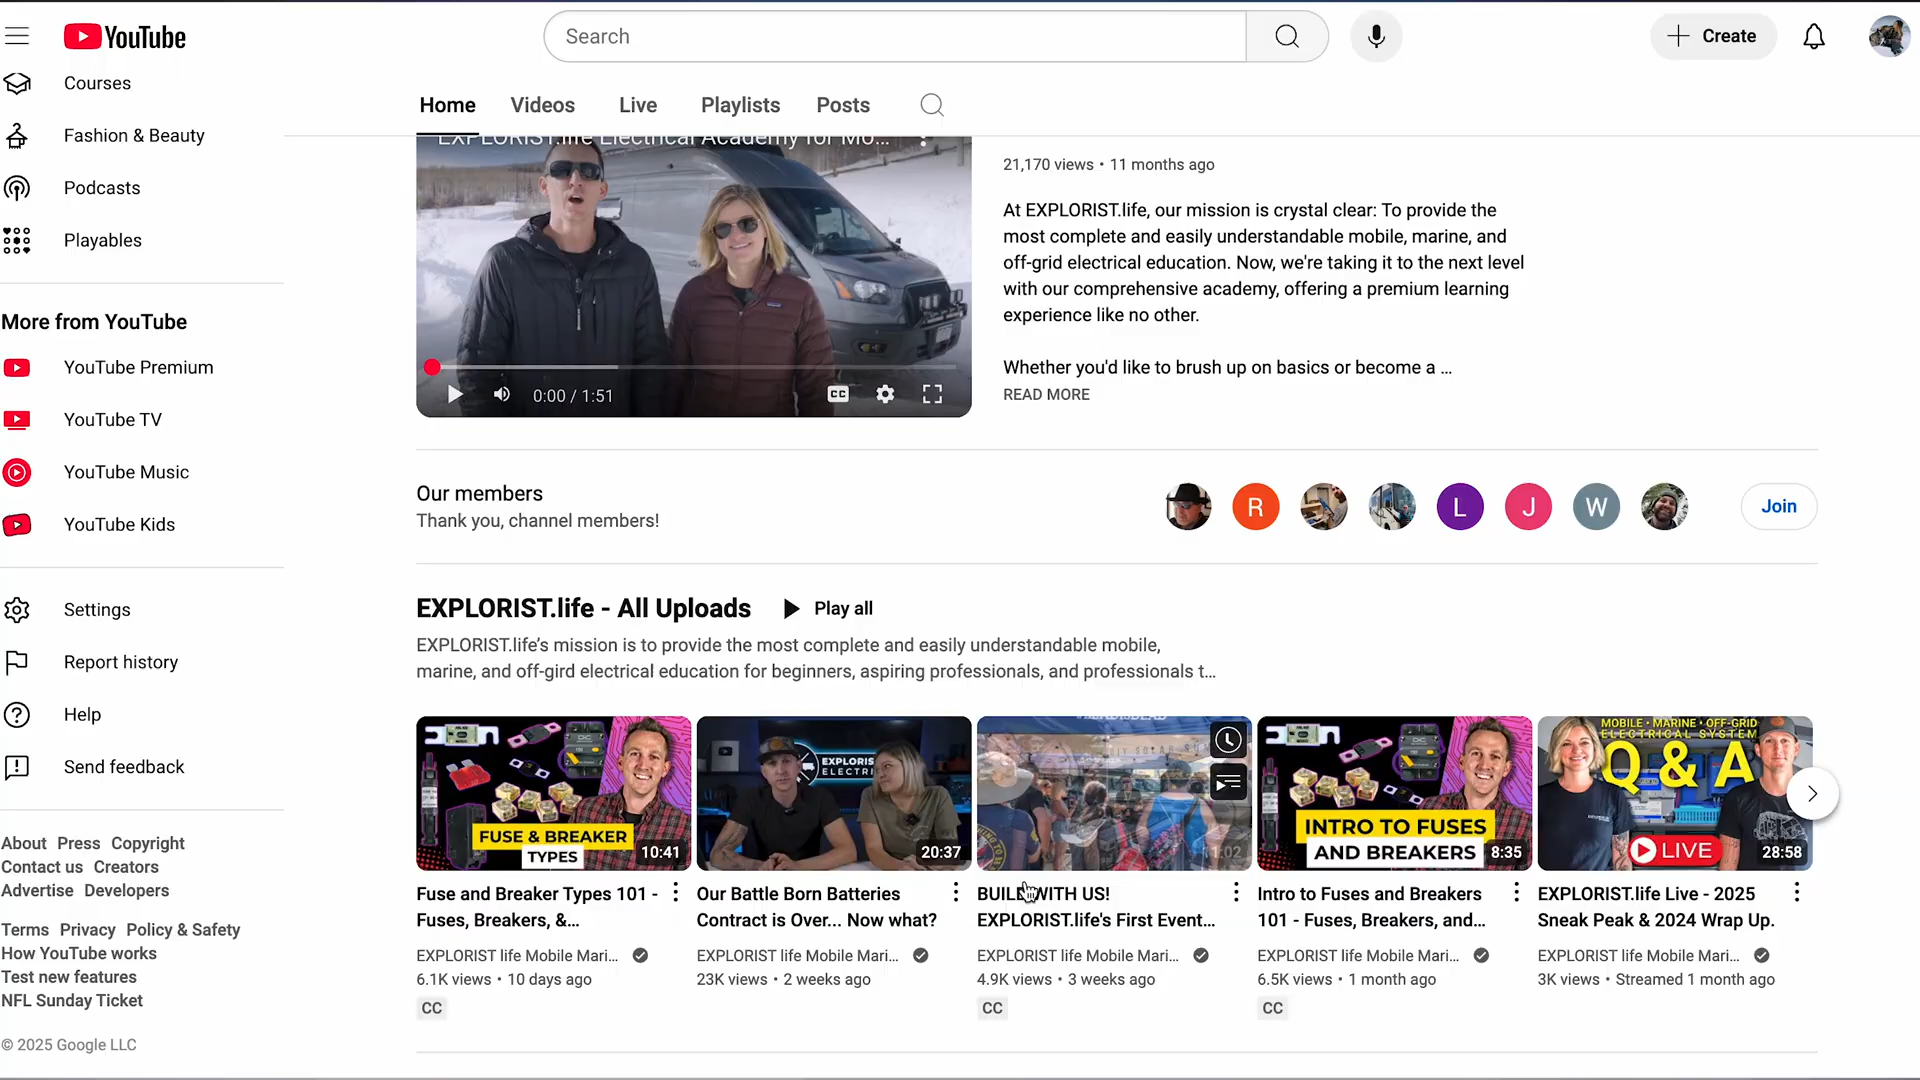 YouTube
Search
Create
Courses
Fashion & Beauty
Podcasts
Playables
More from YouTube
YouTube Premium
YouTube TV
YouTube Music
YouTube Kids
Settings
Report history
Help
Send feedback
About Press Copyright
Contact us Creators
Advertise Developers
Terms Privacy Policy & Safety
How YouTube works
Test new features
NFL Sunday Ticket
© 2025 Google LLC
Home Videos Live Playlists Posts
EXPLORIST.life Electrical Academy for Mo...
0:00 / 1:51
CC
21,170 views • 11 months ago
At EXPLORIST.life, our mission is crystal clear: To provide the
most complete and easily understandable mobile, marine, and
off-grid electrical education. Now, we're taking it to the next level
with our comprehensive academy, offering a premium learning
experience like no other.
Whether you'd like to brush up on basics or become a ...
READ MORE
Our members
Thank you, channel members!
R
L
J
W
Join
EXPLORIST.life - All Uploads
Play all
EXPLORIST.life’s mission is to provide the most complete and easily understandable mobile,
marine, and off-gird electrical education for beginners, aspiring professionals, and professionals t...
FUSE & BREAKER
TYPES
10:41
Fuse and Breaker Types 101 -
Fuses, Breakers, &...
EXPLORIST life Mobile Mari...
6.1K views • 10 days ago
CC
EXPLORIS
ELECTRI
20:37
Our Battle Born Batteries
Contract is Over... Now what?
EXPLORIST life Mobile Mari...
23K views • 2 weeks ago
BUILD WITH US!
EXPLORIST.life's First Event...
EXPLORIST life Mobile Mari...
4.9K views • 3 weeks ago
CC
INTRO TO FUSES
AND BREAKERS
8:35
Intro to Fuses and Breakers
101 - Fuses, Breakers, and...
EXPLORIST life Mobile Mari...
6.5K views • 1 month ago
CC
MOBILE • MARINE • OFF-GRID
ELECTRICAL SYSTEM
Q & A
LIVE
28:58
EXPLORIST.life Live - 2025
Sneak Peak & 2024 Wrap Up.
EXPLORIST life Mobile Mari...
3K views • Streamed 1 month ago